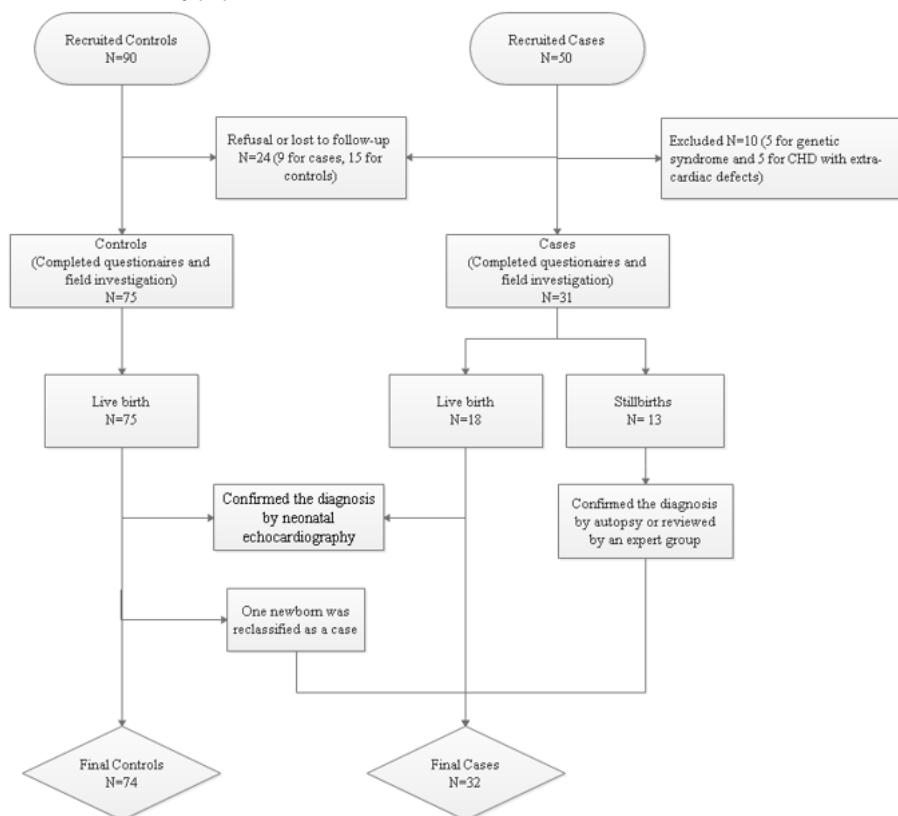 Recruited Controls
N=90
Recruited Cases
N=50
Refusal or lost to follow-up
N=24 (9 for cases, 15 for
controls)
Excluded N=10 (5 for genetic
syndrome and 5 for CHD with extra-
cardiac defects)
Controls
(Completed questionaires and
field investigation)
N=75
Cases
(Completed questionaires and
field investigation)
N=31
Live birth
N=75
Live birth
N=18
Stillbirths
N= 13
Confirmed the diagnosis
by neonatal
echocardiography
Confirmed the diagnosis
by autopsy or reviewed
by an expert group
One newborn was
reclassified as a case
Final Controls
N=74
Final Cases
N=32